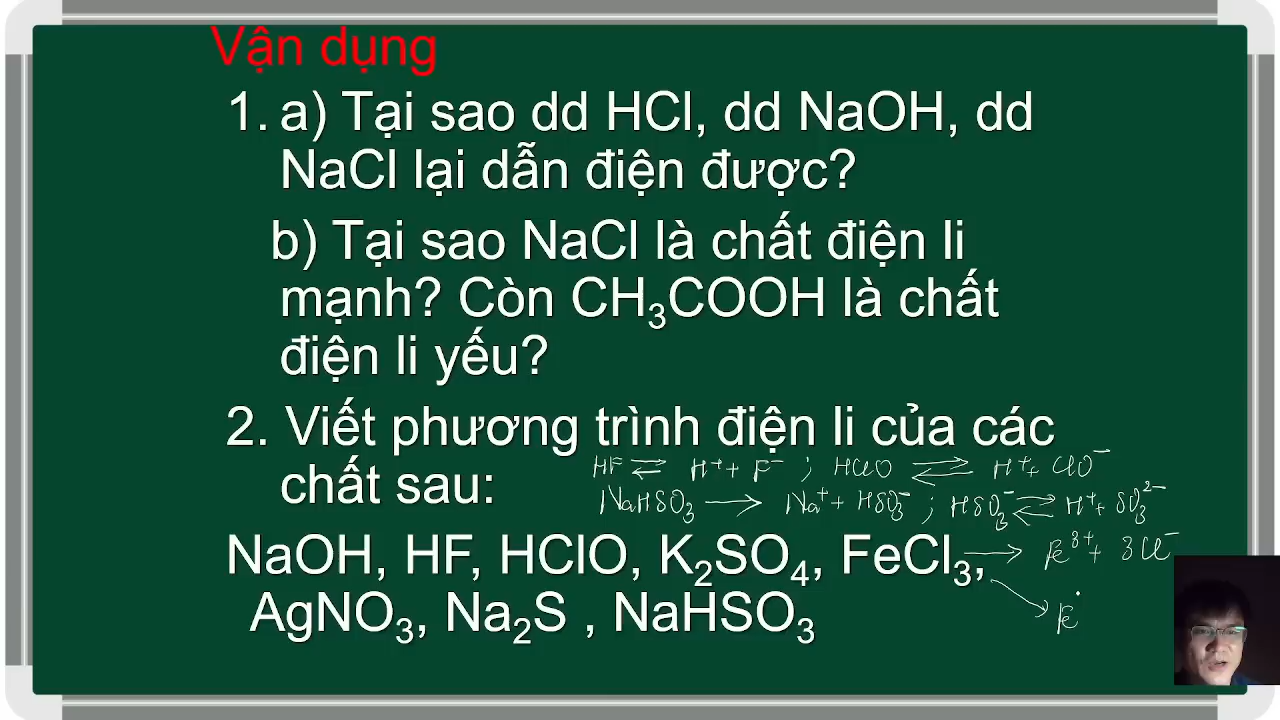 Vận dụng
1. a) Tại sao dd HCl, dd NaOH, dd
NaCl lại dẫn điện được?
b) Tại sao NaCl là chất điện li
mạnh? Còn CH₃COOH là chất
điện li yếu?
2. Viết phương trình điện li của các
chất sau:
HF ⇌ H⁺ + F⁻ ; HClO ⇌ H⁺ + ClO⁻
NaHSO₃ → Na⁺ + HSO₃⁻ ; HSO₃⁻ ⇌ H⁺ + SO₃²⁻
NaOH, HF, HClO, K₂SO₄, FeCl₃, → Fe³⁺ + 3Cl⁻
AgNO₃, Na₂S , NaHSO₃ → Fe